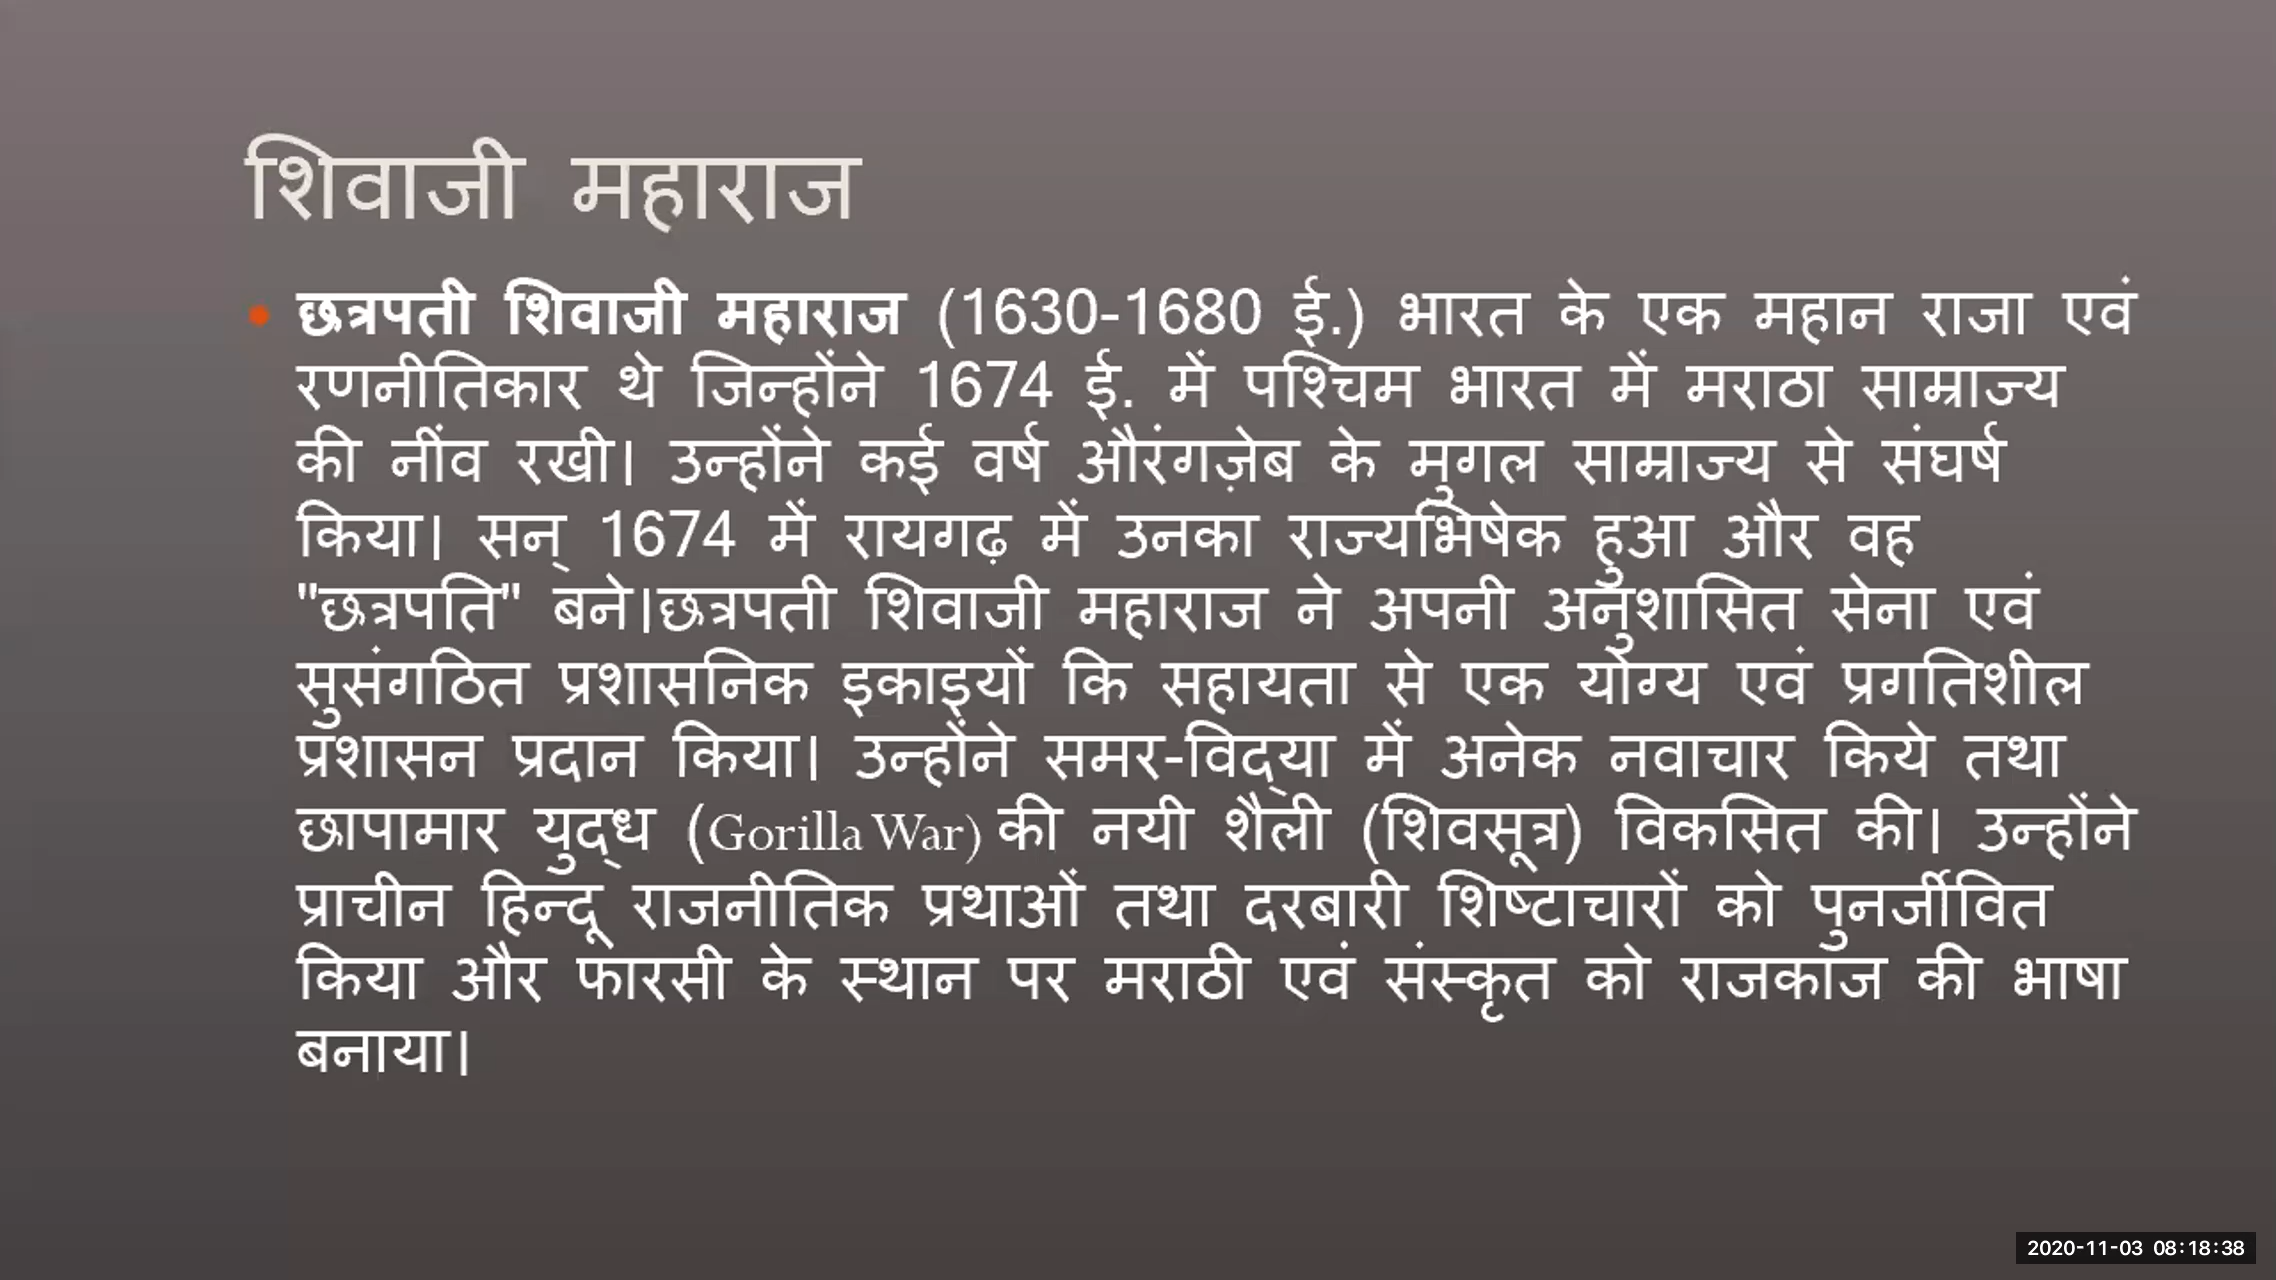 शिवाजी महाराज
• छत्रपती शिवाजी महाराज (1630-1680 ई.) भारत के एक महान राजा एवं
रणनीतिकार थे जिन्होंने 1674 ई. में पश्चिम भारत में मराठा साम्राज्य
की नींव रखी। उन्होंने कई वर्ष औरंगज़ेब के मुगल साम्राज्य से संघर्ष
किया। सन् 1674 में रायगढ़ में उनका राज्यभिषेक हुआ और वह
"छत्रपति" बने।छत्रपती शिवाजी महाराज ने अपनी अनुशासित सेना एवं
सुसंगठित प्रशासनिक इकाइयों कि सहायता से एक योग्य एवं प्रगतिशील
प्रशासन प्रदान किया। उन्होंने समर-विद्या में अनेक नवाचार किये तथा
छापामार युद्ध (Gorilla War) की नयी शैली (शिवसूत्र) विकसित की। उन्होंने
प्राचीन हिन्दू राजनीतिक प्रथाओं तथा दरबारी शिष्टाचारों को पुनर्जीवित
किया और फारसी के स्थान पर मराठी एवं संस्कृत को राजकाज की भाषा
बनाया।
2020-11-03 08:18:38